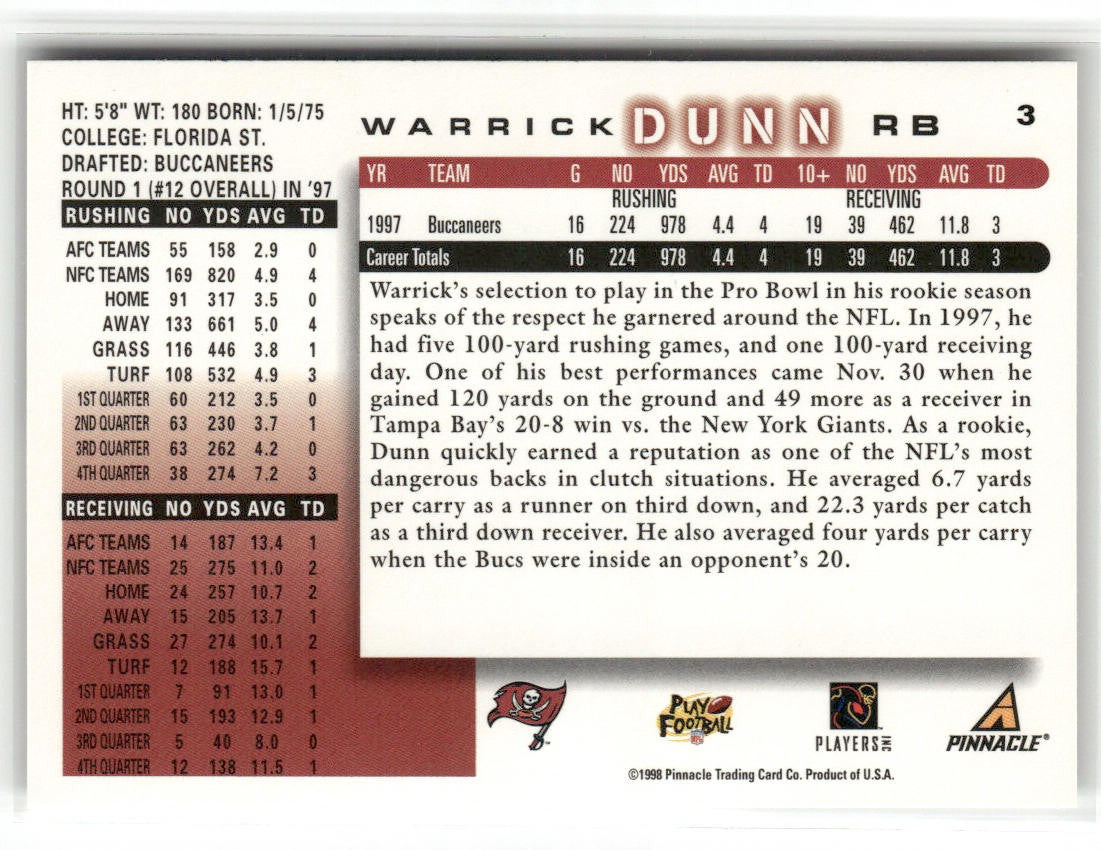 HT: 5'8" WT: 180 BORN: 1/5/75
COLLEGE: FLORIDA ST.
DRAFTED: BUCCANEERS
ROUND 1 (#12 OVERALL) IN '97
RUSHING NO YDS AVG TD
AFC TEAMS 55 158 2.9 0
NFC TEAMS 169 820 4.9 4
HOME 91 317 3.5 0
AWAY 133 661 5.0 4
GRASS 116 446 3.8 1
TURF 108 532 4.9 3
1ST QUARTER 60 212 3.5 0
2ND QUARTER 63 230 3.7 1
3RD QUARTER 63 262 4.2 0
4TH QUARTER 38 274 7.2 3
RECEIVING NO YDS AVG TD
AFC TEAMS 14 187 13.4 1
NFC TEAMS 25 275 11.0 2
HOME 24 257 10.7 2
AWAY 15 205 13.7 1
GRASS 27 274 10.1 2
TURF 12 188 15.7 1
1ST QUARTER 7 91 13.0 1
2ND QUARTER 15 193 12.9 1
3RD QUARTER 5 40 8.0 0
4TH QUARTER 12 138 11.5 1
WARRICK DUNN RB 3
YR TEAM G NO YDS AVG TD 10+ NO YDS AVG TD
RUSHING RECEIVING
1997 Buccaneers 16 224 978 4.4 4 19 39 462 11.8 3
Career Totals 16 224 978 4.4 4 19 39 462 11.8 3
Warrick's selection to play in the Pro Bowl in his rookie season
speaks of the respect he garnered around the NFL. In 1997, he
had five 100-yard rushing games, and one 100-yard receiving
day. One of his best performances came Nov. 30 when he
gained 120 yards on the ground and 49 more as a receiver in
Tampa Bay's 20-8 win vs. the New York Giants. As a rookie,
Dunn quickly earned a reputation as one of the NFL's most
dangerous backs in clutch situations. He averaged 6.7 yards
per carry as a runner on third down, and 22.3 yards per catch
as a third down receiver. He also averaged four yards per carry
when the Bucs were inside an opponent's 20.
PLAY
FOOTBALL
NFL
PLAYERS INC
PINNACLE®
©1998 Pinnacle Trading Card Co. Product of U.S.A.